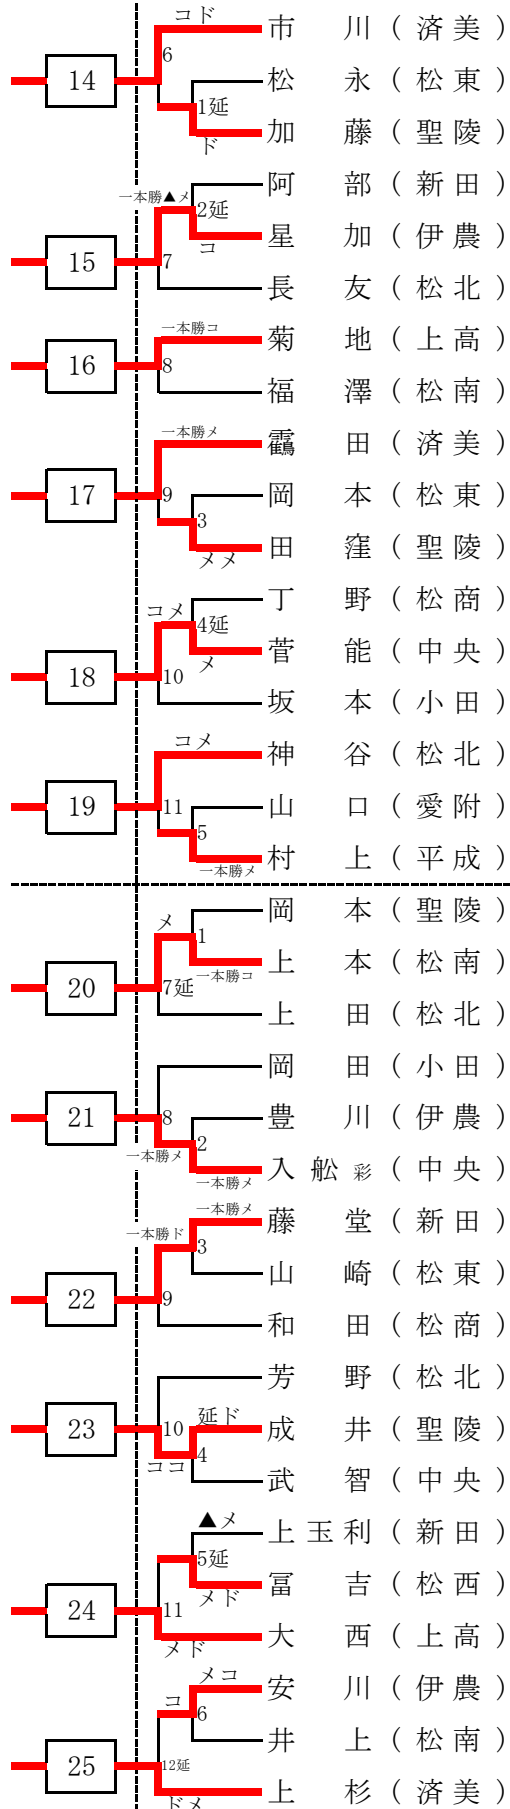 コド
市　川（済美）
6
14
松　永（松東）
1延
加　藤（聖陵）
ド
阿　部（新田）
一本勝▲メ
2延
星　加（伊農）
コ
15
7
長　友（松北）
一本勝コ
菊　地（上高）
16
8
福　澤（松南）
一本勝メ
靍　田（済美）
17
9
岡　本（松東）
3
田　窪（聖陵）
メメ
丁　野（松商）
コメ
4延
菅　能（中央）
メ
18
10
坂　本（小田）
コメ
神　谷（松北）
19
11
山　口（愛附）
5
村　上（平成）
一本勝メ
岡　本（聖陵）
メ
1
上　本（松南）
一本勝コ
20
7延
上　田（松北）
岡　田（小田）
21
8
豊　川（伊農）
2
一本勝メ
入舩彩（中央）
一本勝メ
一本勝メ
藤　堂（新田）
一本勝ド
3
山　崎（松東）
22
9
和　田（松商）
芳　野（松北）
延ド
23
10
成　井（聖陵）
4
ココ
武　智（中央）
▲メ
上玉利（新田）
5延
冨　吉（松西）
メド
24
11
大　西（上高）
メド
メコ
安　川（伊農）
コ
6
井　上（松南）
25
12延
上　杉（済美）
ドメ